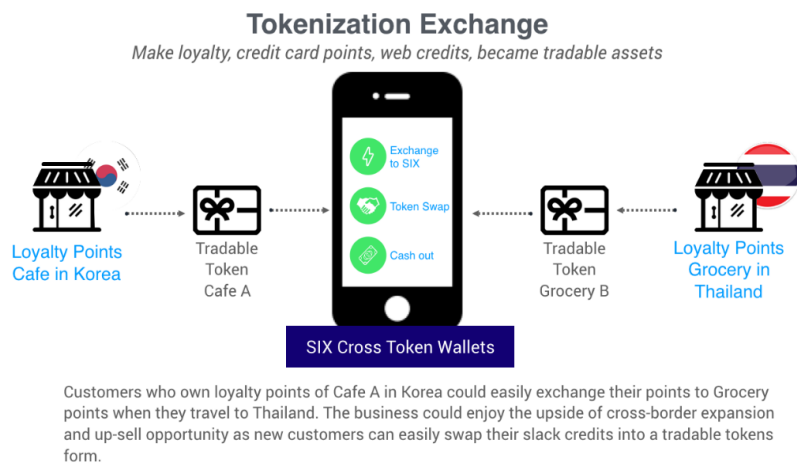 Tokenization Exchange
Make loyalty, credit card points, web credits, became tradable assets
Exchange
to SIX
Token Swap
Cash out
Loyalty Points
Cafe in Korea
Tradable
Token
Cafe A
Tradable
Token
Grocery B
Loyalty Points
Grocery in
Thailand
SIX Cross Token Wallets
Customers who own loyalty points of Cafe A in Korea could easily exchange their points to Grocery
points when they travel to Thailand. The business could enjoy the upside of cross-border expansion
and up-sell opportunity as new customers can easily swap their slack credits into a tradable tokens
form.